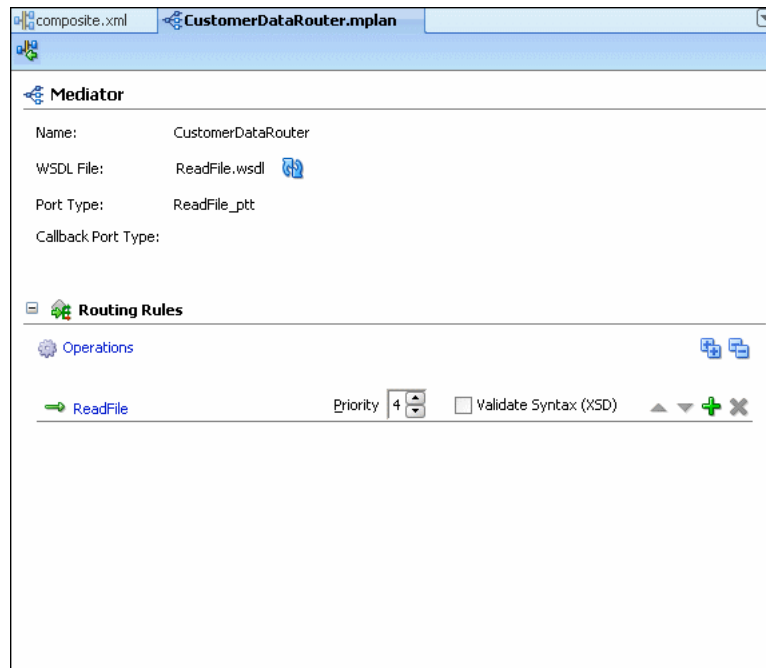 composite.xml CustomerDataRouter.mplan
Mediator
Name: CustomerDataRouter
WSDL File: ReadFile.wsdl
Port Type: ReadFile_ptt
Callback Port Type:
Routing Rules
Operations
ReadFile Priority 4 Validate Syntax (XSD)